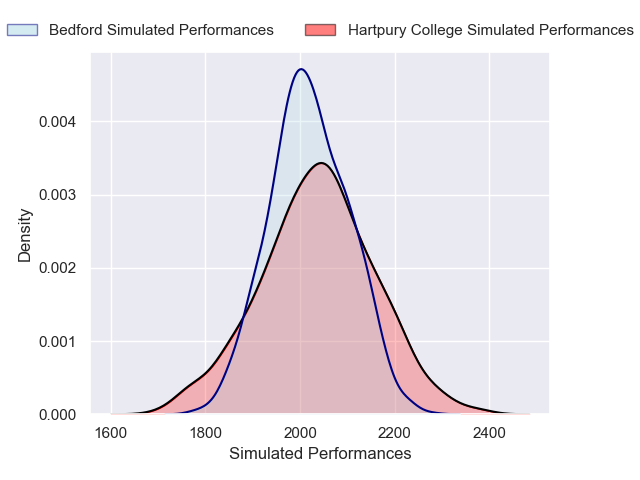 Bedford Simulated Performances
Hartpury College Simulated Performances
0.004
0.003
0.002
0.001
0.000
Density
1600 1800 2000 2200 2400
Simulated Performances